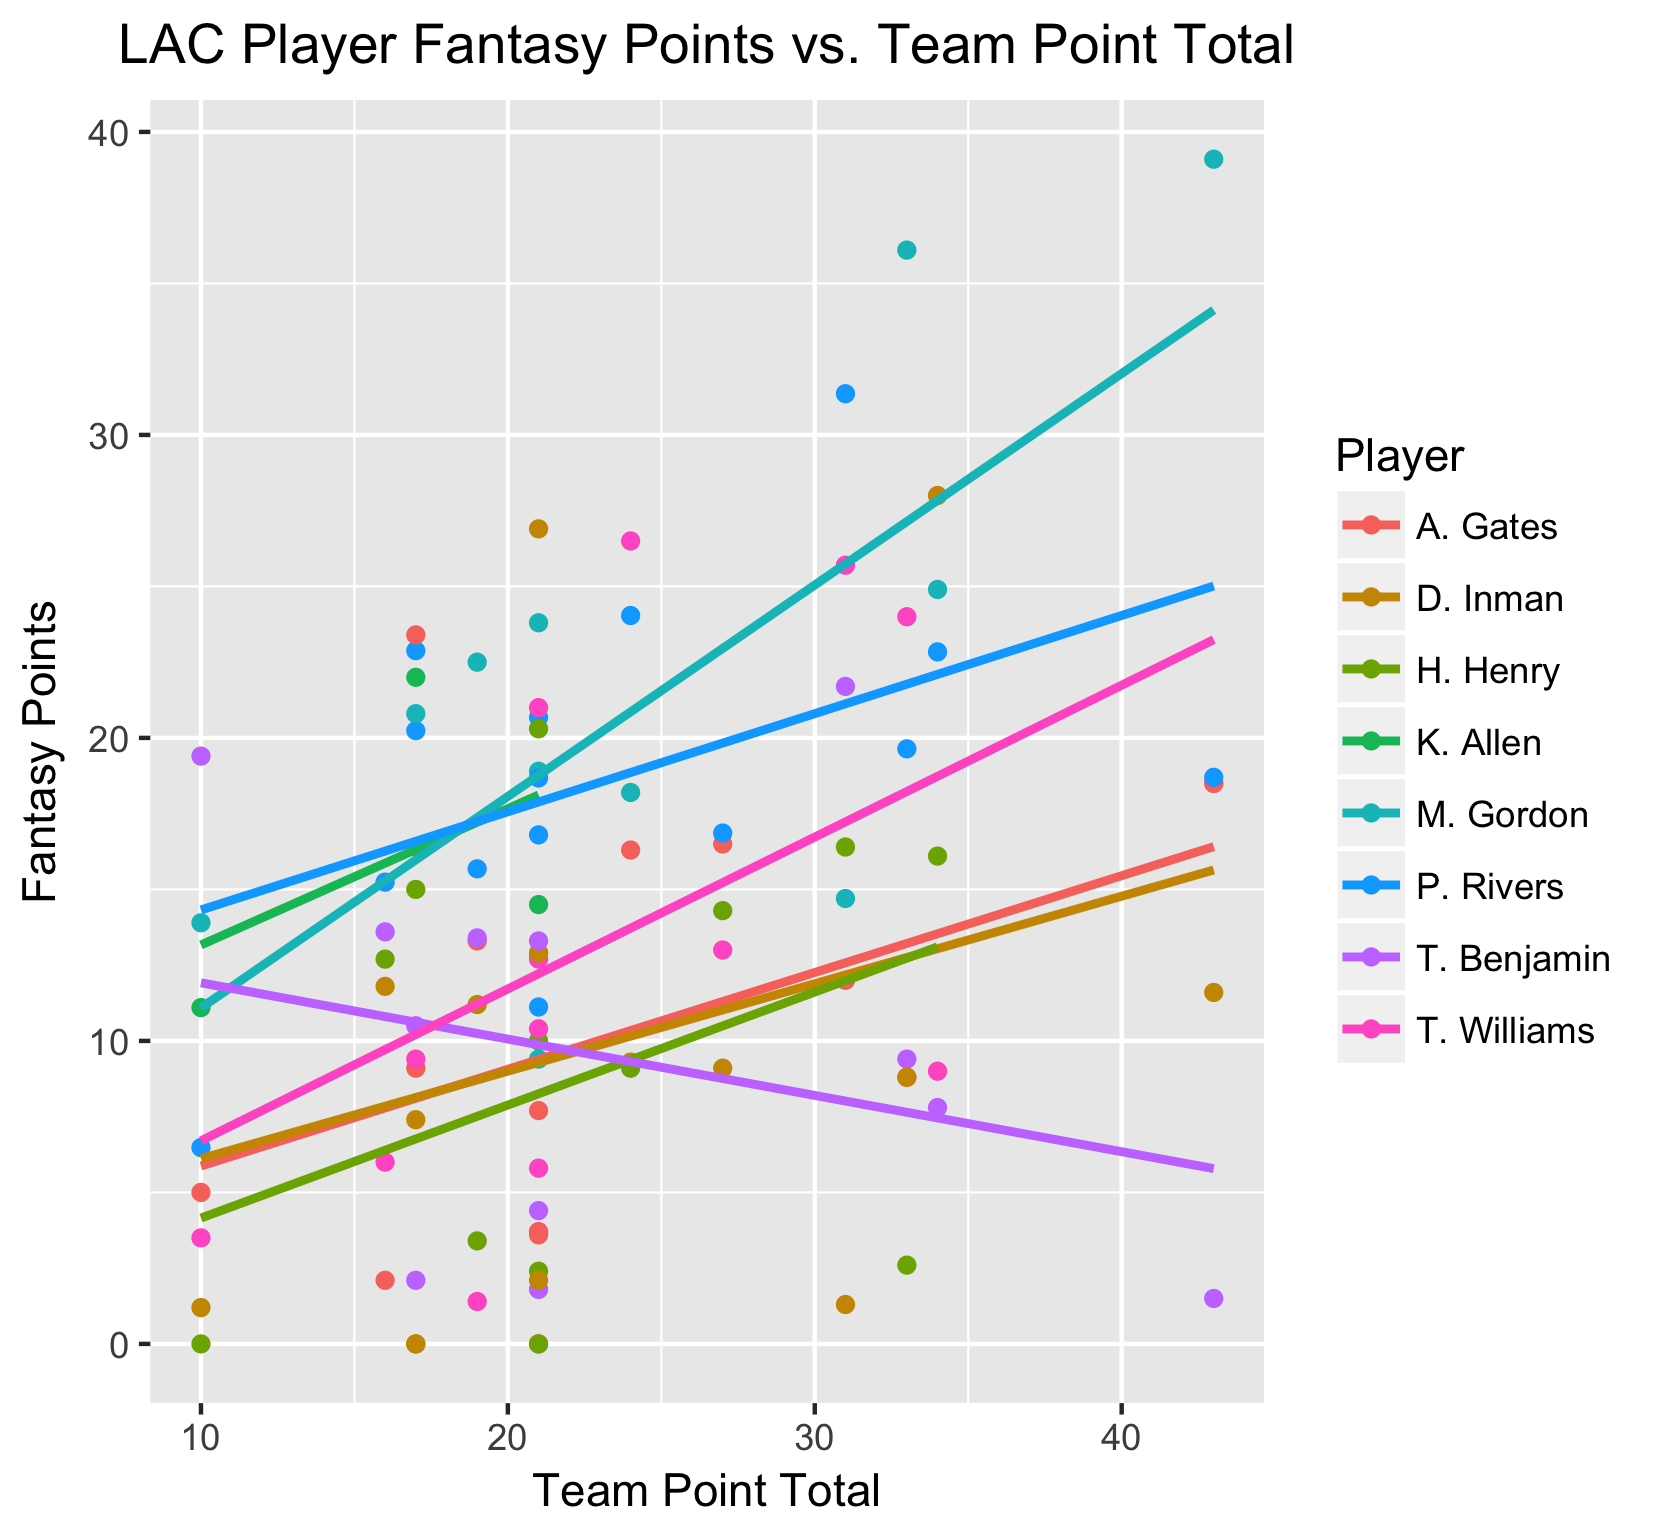 LAC Player Fantasy Points vs. Team Point Total
Fantasy Points
40
30
20
10
0
10 20 30 40
Team Point Total
Player
A. Gates
D. Inman
H. Henry
K. Allen
M. Gordon
P. Rivers
T. Benjamin
T. Williams